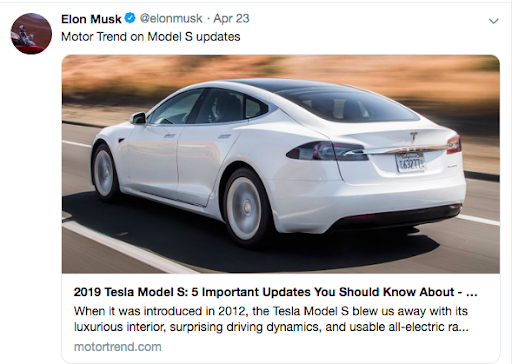 Elon Musk @elonmusk · Apr 23
Motor Trend on Model S updates
2019 Tesla Model S: 5 Important Updates You Should Know About - ...
When it was introduced in 2012, the Tesla Model S blew us away with its
luxurious interior, surprising driving dynamics, and usable all-electric ra...
motortrend.com